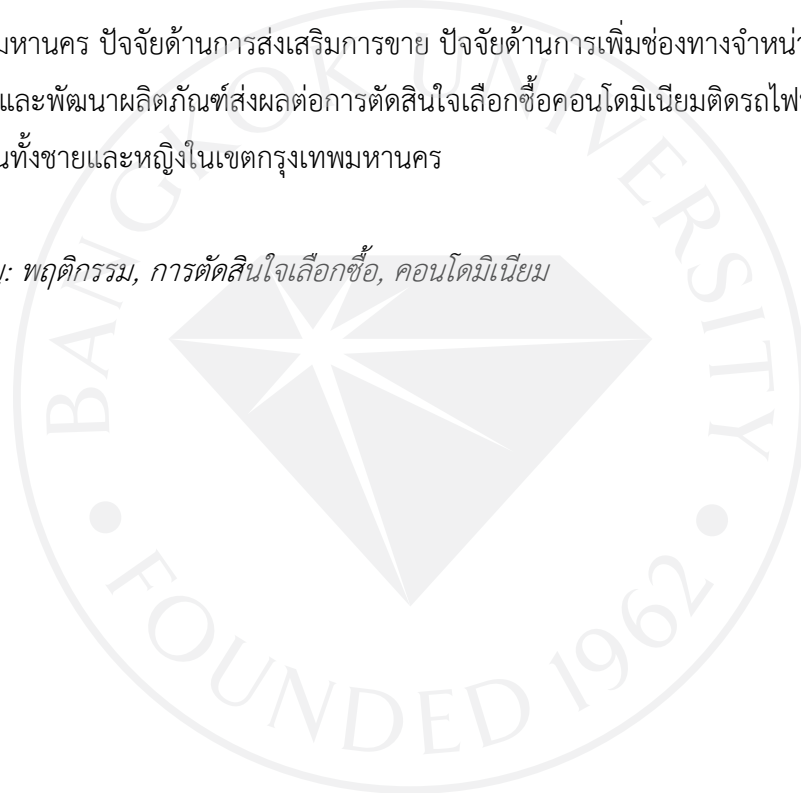 มหานคร ปัจจัยด้านการส่งเสริมการขาย ปัจจัยด้านการเพิ่มช่องทางจำหน่า
และพัฒนาผลิตภัณฑ์ส่งผลต่อการตัดสินใจเลือกซื้อคอนโดมิเนียมติดรถไฟ
นทั้งชายและหญิงในเขตกรุงเทพมหานคร
: พฤติกรรม, การตัดสินใจเลือกซื้อ, คอนโดมิเนียม
BANGKOK UNIVERSITY
• FOUNDED 1962 •